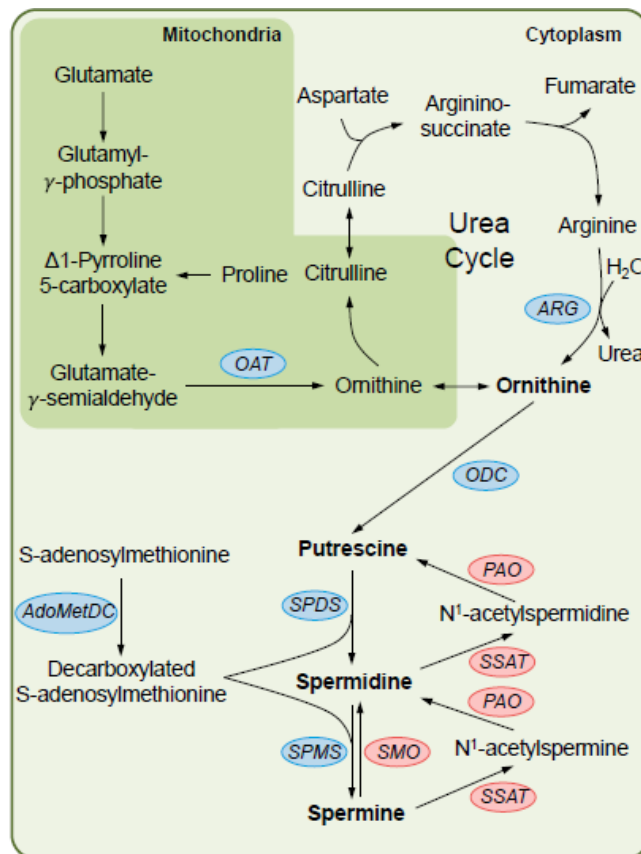 Mitochondria
Cytoplasm
Glutamate
Glutamyl-
γ-phosphate
Δ1-Pyrroline
5-carboxylate
Proline
Glutamate-
γ-semialdehyde
OAT
Ornithine
Citrulline
Citrulline
Aspartate
Arginino-
succinate
Fumarate
Urea
Cycle
Arginine
H₂O
ARG
Urea
Ornithine
ODC
Putrescine
S-adenosylmethionine
AdoMetDC
Decarboxylated
S-adenosylmethionine
SPDS
PAO
N¹-acetylspermidine
SSAT
Spermidine
PAO
SPMS
SMO
N¹-acetylspermine
SSAT
Spermine